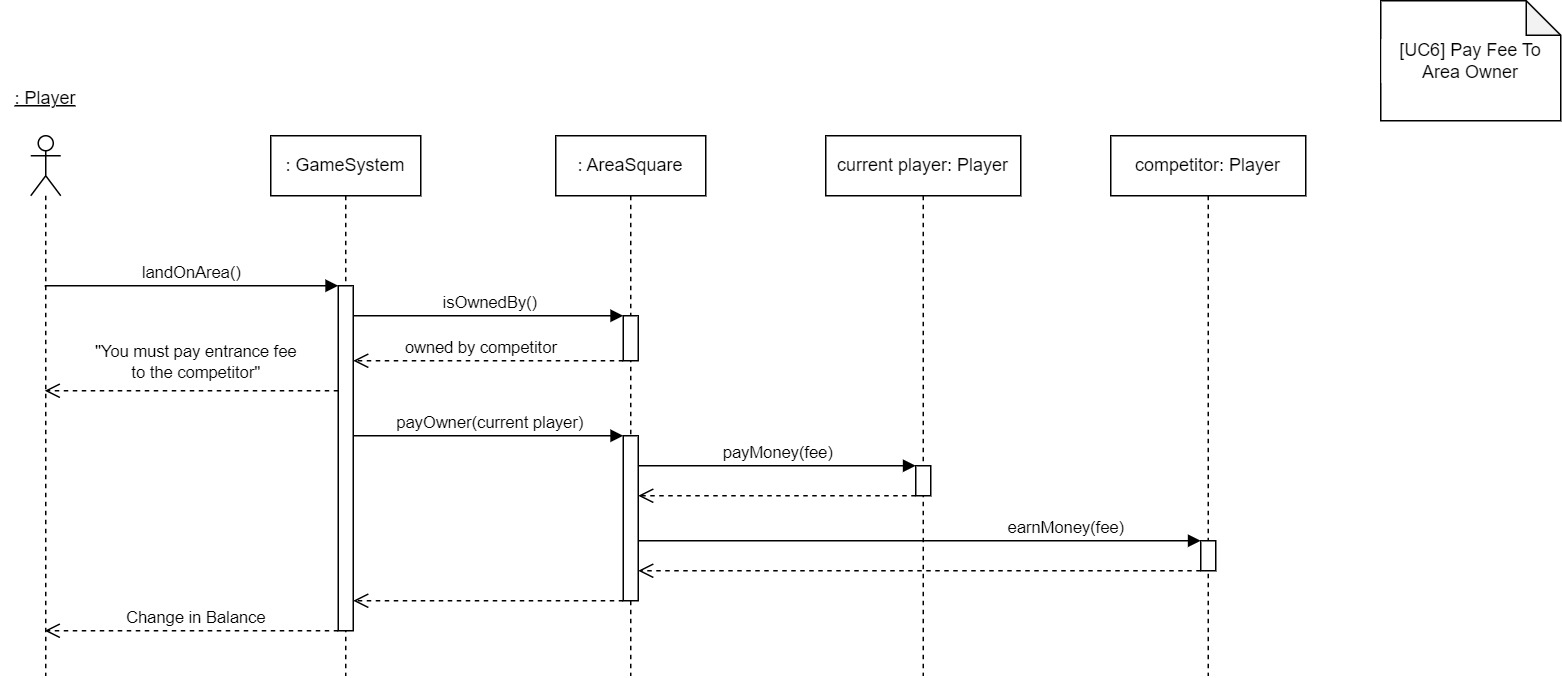 [UC6] Pay Fee To
Area Owner
: Player
: GameSystem
: AreaSquare
current player: Player
competitor: Player
landOnArea()
isOwnedBy()
owned by competitor
"You must pay entrance fee
to the competitor"
payOwner(current player)
payMoney(fee)
earnMoney(fee)
Change in Balance